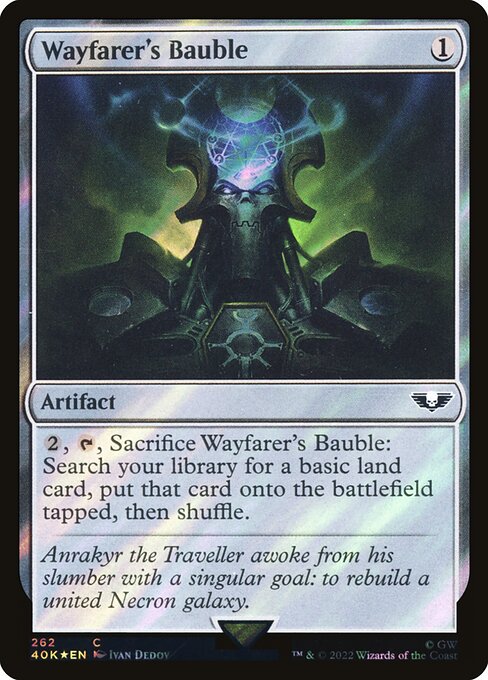 Wayfarer's Bauble 1
Artifact
2, T, Sacrifice Wayfarer's Bauble:
Search your library for a basic land
card, put that card onto the battlefield
tapped, then shuffle.
Anrakyr the Traveller awoke from his
slumber with a singular goal: to rebuild a
united Necron galaxy.
262 C © GW
40K★EN Ivan Dedov ™ & © 2022 Wizards of the Coast